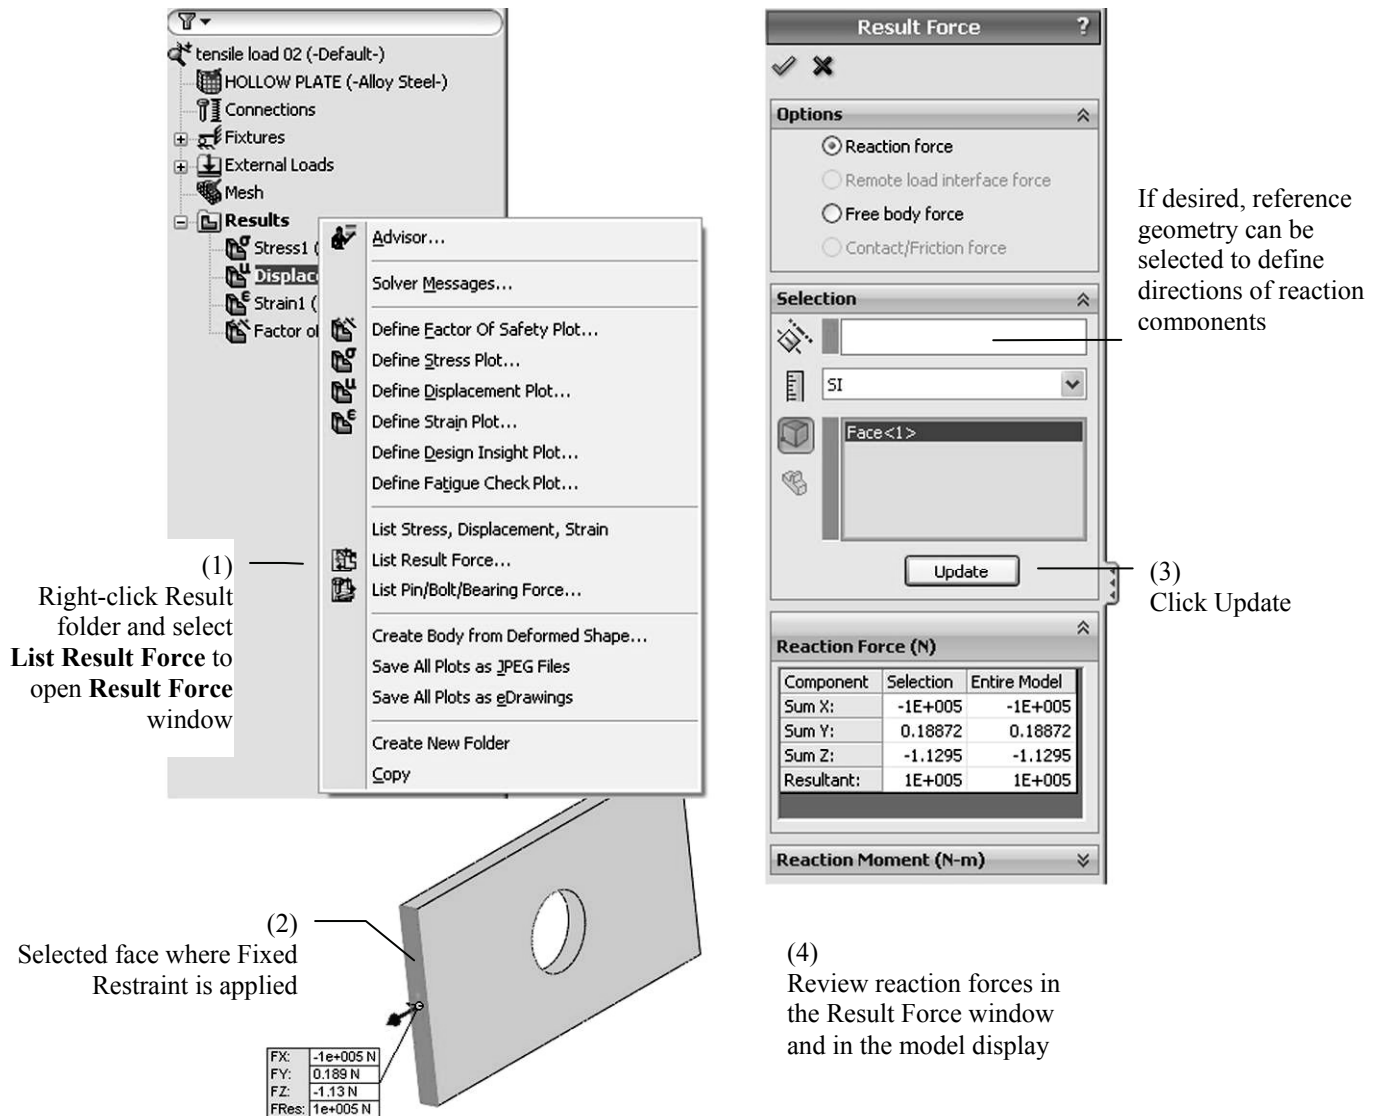 tensile load 02 (-Default-)
HOLLOW PLATE (-Alloy Steel-)
Connections
Fixtures
External Loads
Mesh
Results
Stress1 (
Displac
Strain1 (
Factor of
Advisor...
Solver Messages...
Define Factor Of Safety Plot...
Define Stress Plot...
Define Displacement Plot...
Define Strain Plot...
Define Design Insight Plot...
Define Fatigue Check Plot...
List Stress, Displacement, Strain
List Result Force...
List Pin/Bolt/Bearing Force...
Create Body from Deformed Shape...
Save All Plots as JPEG Files
Save All Plots as eDrawings
Create New Folder
Copy
(1)
Right-click Result
folder and select
List Result Force to
open Result Force
window
(2)
Selected face where Fixed
Restraint is applied
FX: -1e+005 N
FY: 0.189 N
FZ: -1.13 N
FRes: 1e+005 N
Result Force ?
Options
Reaction force
Remote load interface force
Free body force
Contact/Friction force
Selection
SI
Face<1>
Update
Reaction Force (N)
Component Selection Entire Model
Sum X: -1E+005 -1E+005
Sum Y: 0.18872 0.18872
Sum Z: -1.1295 -1.1295
Resultant: 1E+005 1E+005
Reaction Moment (N-m)
If desired, reference
geometry can be
selected to define
directions of reaction
components
(3)
Click Update
(4)
Review reaction forces in
the Result Force window
and in the model display